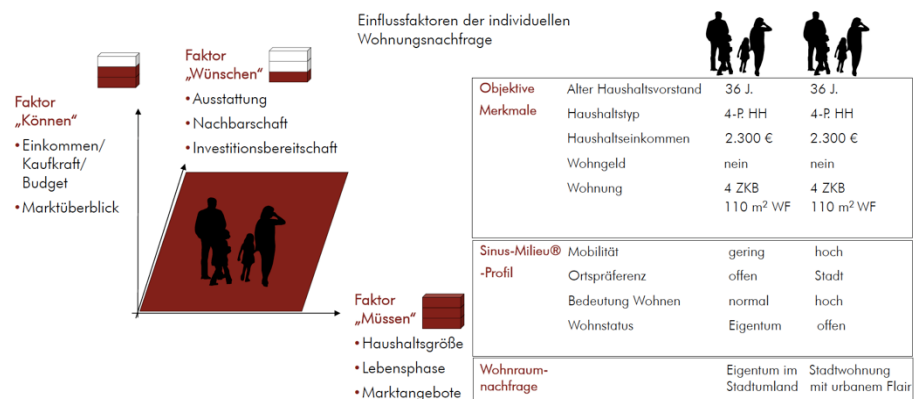 Einflussfaktoren der individuellen
Wohnungsnachfrage
Faktor
„Können“
• Einkommen/
Kaufkraft/
Budget
• Marktüberblick
Faktor
„Wünschen“
• Ausstattung
• Nachbarschaft
• Investitionsbereitschaft
Faktor
„Müssen“
• Haushaltsgröße
• Lebensphase
• Marktangebote
Objektive Alter Haushaltsvorstand 36 J. 36 J.
Merkmale Haushaltstyp 4-P. HH 4-P. HH
Haushaltseinkommen 2.300 € 2.300 €
Wohngeld nein nein
Wohnung 4 ZKB 4 ZKB
110 m² WF 110 m² WF
Sinus-Milieu® Mobilität gering hoch
-Profil Ortspräferenz offen Stadt
Bedeutung Wohnen normal hoch
Wohnstatus Eigentum offen
Wohnraum- Eigentum im Stadtwohnung
nachfrage Stadtumland mit urbanem Flair